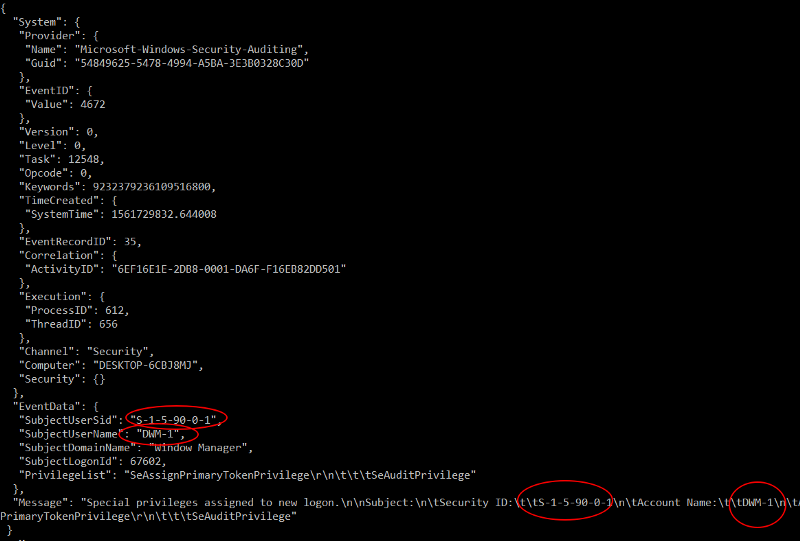 {
"System": {
"Provider": {
"Name": "Microsoft-Windows-Security-Auditing",
"Guid": "54849625-5478-4994-A5BA-3E3B0328C30D"
},
"EventID": {
"Value": 4672
},
"Version": 0,
"Level": 0,
"Task": 12548,
"Opcode": 0,
"Keywords": 9232379236109516800,
"TimeCreated": {
"SystemTime": 1561729832.644008
},
"EventRecordID": 35,
"Correlation": {
"ActivityID": "6EF16E1E-2DB8-0001-DA6F-F16EB82DD501"
},
"Execution": {
"ProcessID": 612,
"ThreadID": 656
},
"Channel": "Security",
"Computer": "DESKTOP-6CBJ8MJ",
"Security": {}
},
"EventData": {
"SubjectUserSid": "S-1-5-90-0-1",
"SubjectUserName": "DWM-1",
"SubjectDomainName": "Window Manager",
"SubjectLogonId": 67602,
"PrivilegeList": "SeAssignPrimaryTokenPrivilege\r\n\t\t\tSeAuditPrivilege"
},
"Message": "Special privileges assigned to new logon.\n\nSubject:\n\tSecurity ID:\t\tS-1-5-90-0-1\n\tAccount Name:\t\tDWM-1\n\t
PrimaryTokenPrivilege\r\n\t\t\tSeAuditPrivilege"
}